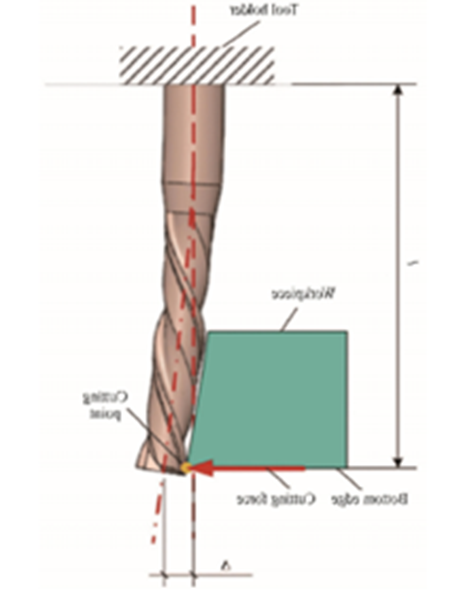 Tool holder
l
Workpiece
Cutting
point
Cutting force
Bottom edge
Δ